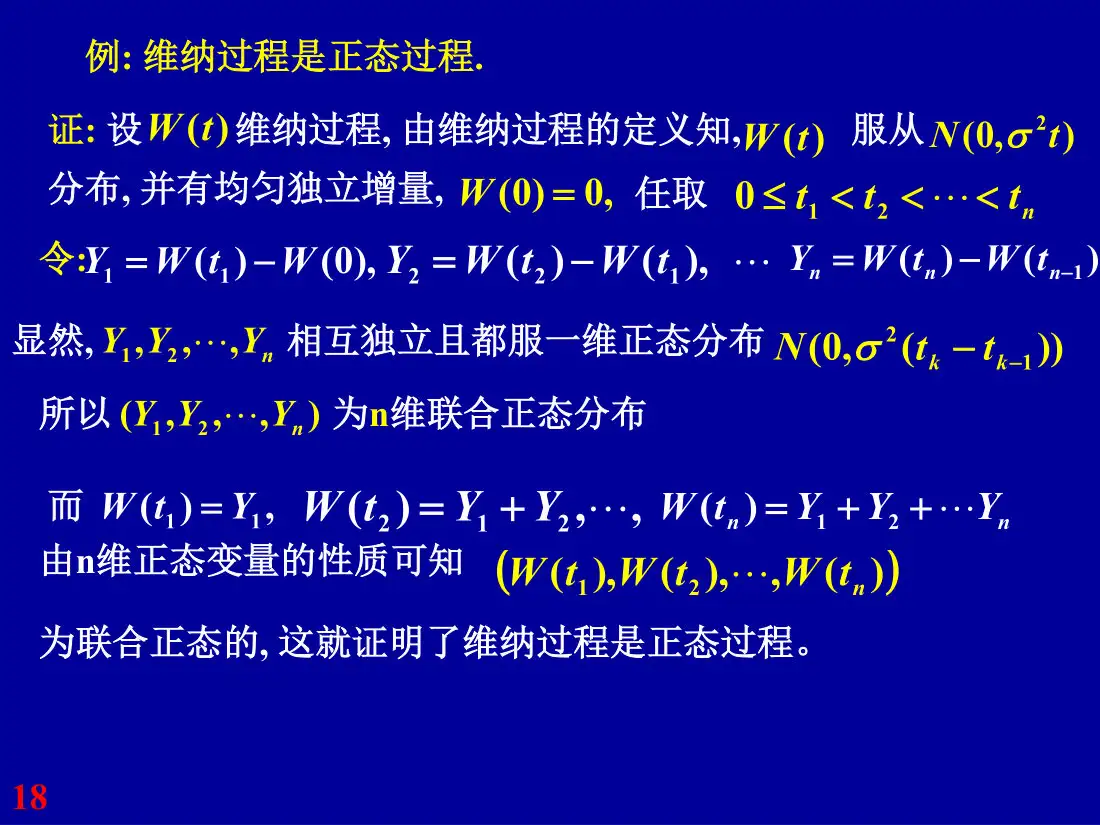 例: 维纳过程是正态过程.
证: 设 W(t) 维纳过程, 由维纳过程的定义知, W(t) 服从 N(0,σ²t)
分布, 并有均匀独立增量, W(0) = 0, 任取 0 ≤ t₁ < t₂ < ⋯ < tₙ
令: Y₁ = W(t₁) − W(0), Y₂ = W(t₂) − W(t₁), ⋯ Yₙ = W(tₙ) − W(tₙ₋₁)
显然, Y₁,Y₂,⋯,Yₙ 相互独立且都服一维正态分布 N(0,σ²(tₖ − tₖ₋₁))
所以 (Y₁,Y₂,⋯,Yₙ) 为n维联合正态分布
而 W(t₁) = Y₁, W(t₂) = Y₁ + Y₂,⋯, W(tₙ) = Y₁ + Y₂ + ⋯Yₙ
由n维正态变量的性质可知 (W(t₁),W(t₂),⋯,W(tₙ))
为联合正态的, 这就证明了维纳过程是正态过程。
18